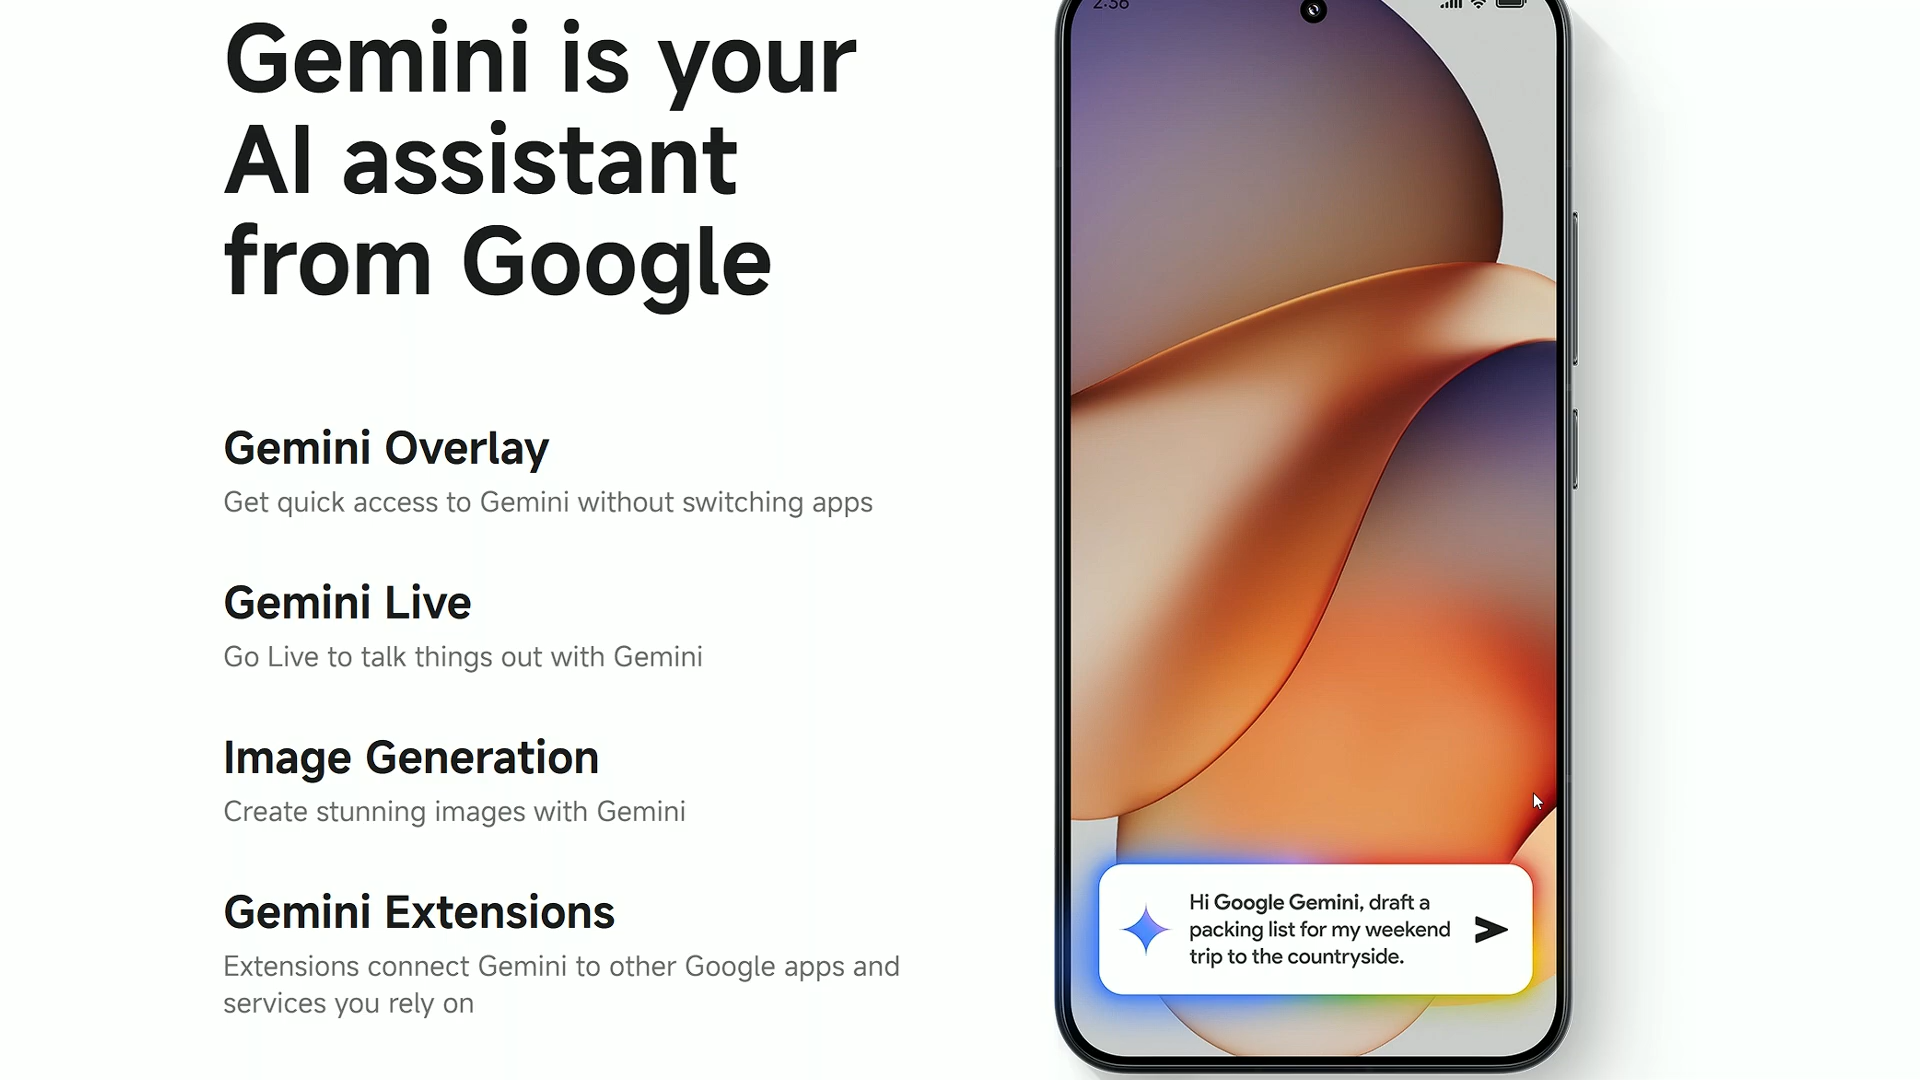 Gemini is your
AI assistant
from Google
Gemini Overlay
Get quick access to Gemini without switching apps
Gemini Live
Go Live to talk things out with Gemini
Image Generation
Create stunning images with Gemini
Gemini Extensions
Extensions connect Gemini to other Google apps and
services you rely on
2:36
Hi Google Gemini, draft a
packing list for my weekend
trip to the countryside.